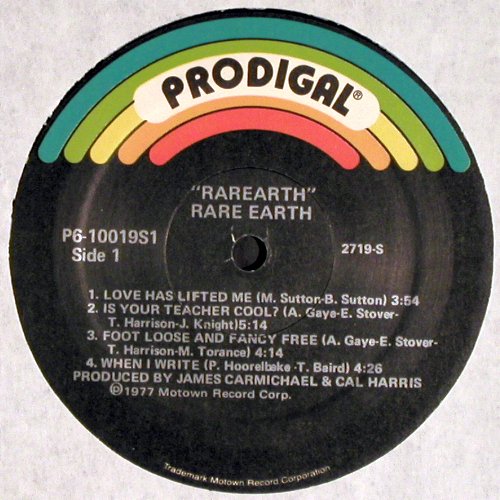 PRODIGAL®
"RAREARTH"
RARE EARTH
P6-10019S1
Side 1
2719-S
1. LOVE HAS LIFTED ME (M. Sutton-B. Sutton) 3:54
2. IS YOUR TEACHER COOL? (A. Gaye-E. Stover-
T. Harrison-J. Knight)5:14
3. FOOT LOOSE AND FANCY FREE (A. Gaye-E. Stover-
T. Harrison-M. Torance) 4:14
4. WHEN I WRITE (P. Hoorelbeke -T. Baird) 4:26
PRODUCED BY JAMES CARMICHAEL & CAL HARRIS
℗1977 Motown Record Corp.
Trademark Motown Record Corporation